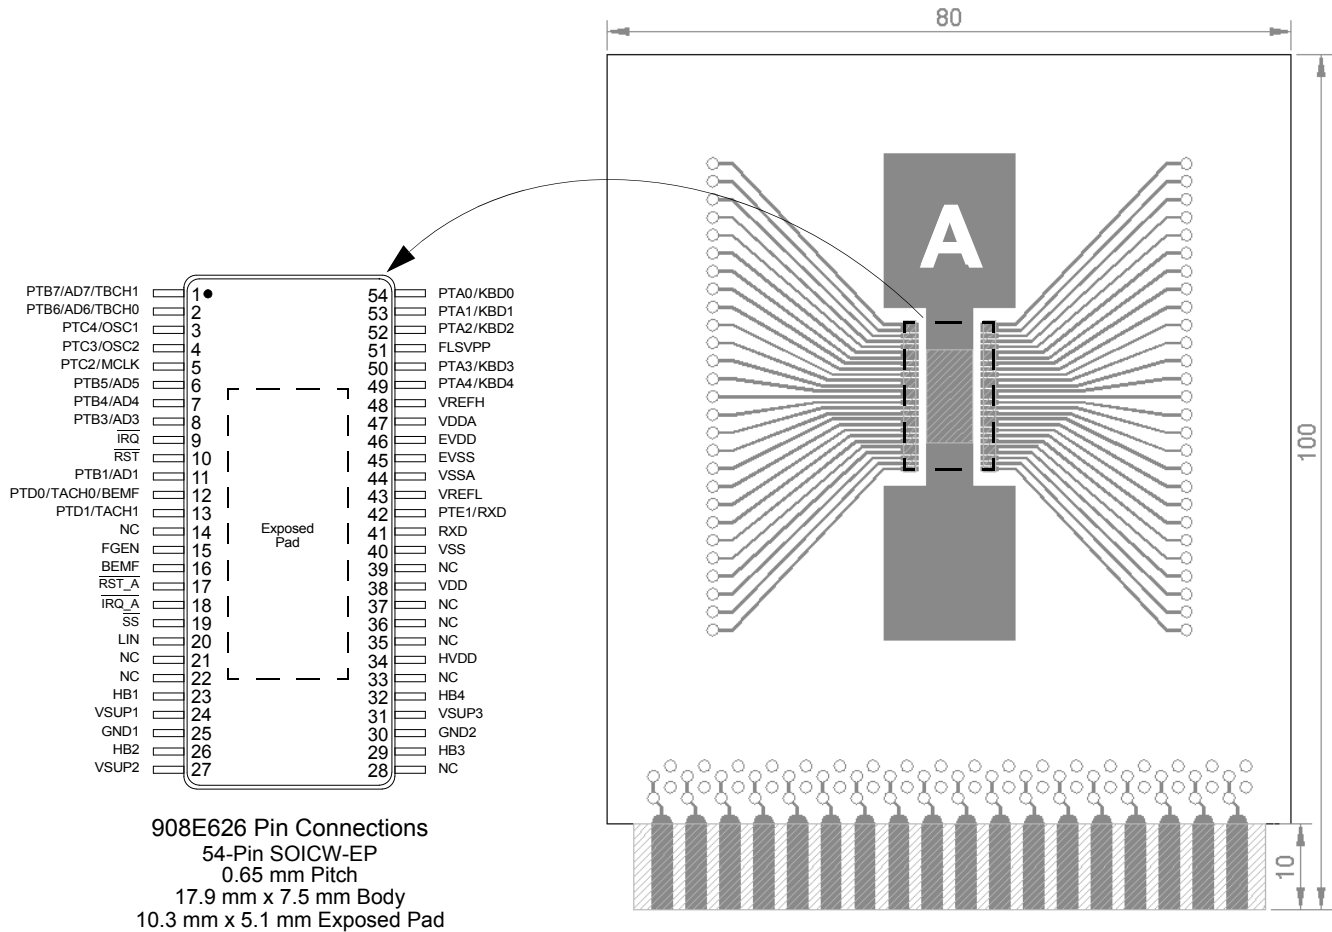 80
A
100
10
PTB7/AD7/TBCH1 1 54 PTA0/KBD0
PTB6/AD6/TBCH0 2 53 PTA1/KBD1
PTC4/OSC1 3 52 PTA2/KBD2
PTC3/OSC2 4 51 FLSVPP
PTC2/MCLK 5 50 PTA3/KBD3
PTB5/AD5 6 49 PTA4/KBD4
PTB4/AD4 7 48 VREFH
PTB3/AD3 8 47 VDDA
IRQ 9 46 EVDD
RST 10 45 EVSS
PTB1/AD1 11 44 VSSA
PTD0/TACH0/BEMF 12 43 VREFL
PTD1/TACH1 13 42 PTE1/RXD
NC 14 41 RXD
FGEN 15 40 VSS
BEMF 16 39 NC
RST_A 17 38 VDD
IRQ_A 18 37 NC
SS 19 36 NC
LIN 20 35 NC
NC 21 34 HVDD
NC 22 33 NC
HB1 23 32 HB4
VSUP1 24 31 VSUP3
GND1 25 30 GND2
HB2 26 29 HB3
VSUP2 27 28 NC
Exposed
Pad
908E626 Pin Connections
54-Pin SOICW-EP
0.65 mm Pitch
17.9 mm x 7.5 mm Body
10.3 mm x 5.1 mm Exposed Pad